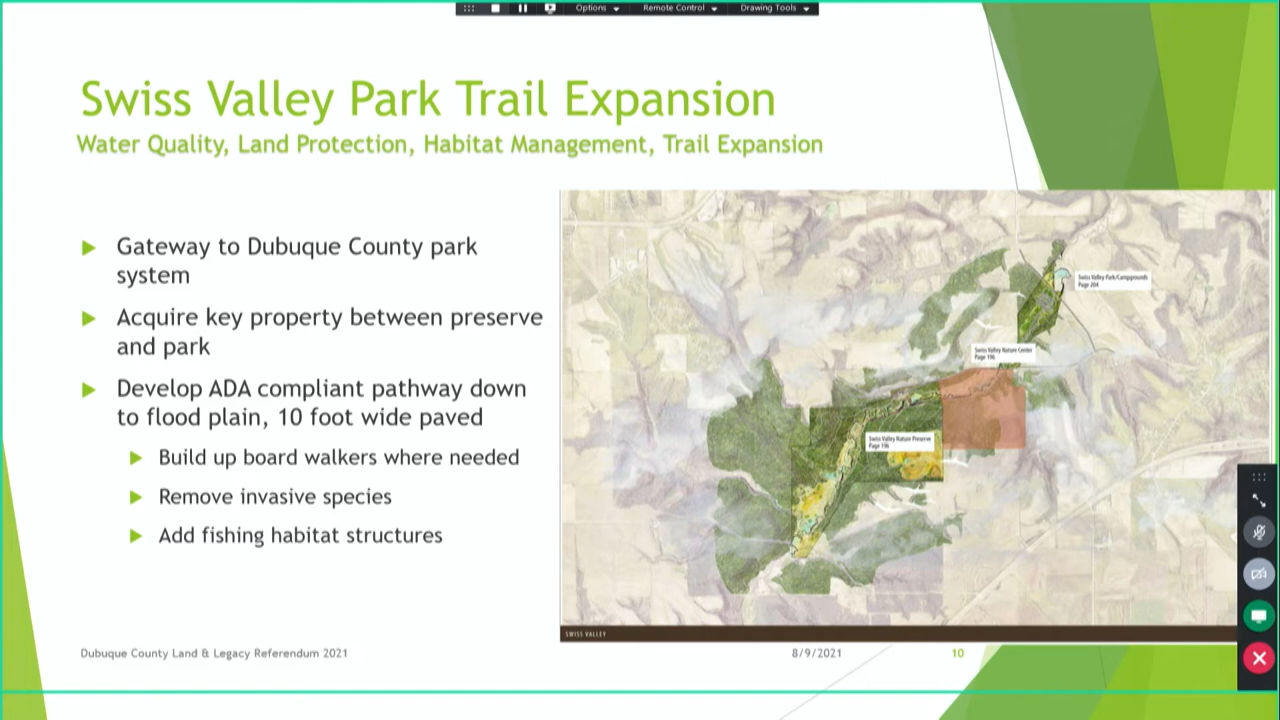 Options
Remote Control
Drawing Tools
Swiss Valley Park Trail Expansion
Water Quality, Land Protection, Habitat Management, Trail Expansion
Gateway to Dubuque County park
system
Acquire key property between preserve
and park
Develop ADA compliant pathway down
to flood plain, 10 foot wide paved
Build up board walkers where needed
Remove invasive species
Add fishing habitat structures
Swiss Valley Park/Campgrounds
Page 204
Swiss Valley Nature Center
Page 196
Swiss Valley Nature Preserve
Page 196
SWISS VALLEY
Dubuque County Land & Legacy Referendum 2021
8/9/2021
10